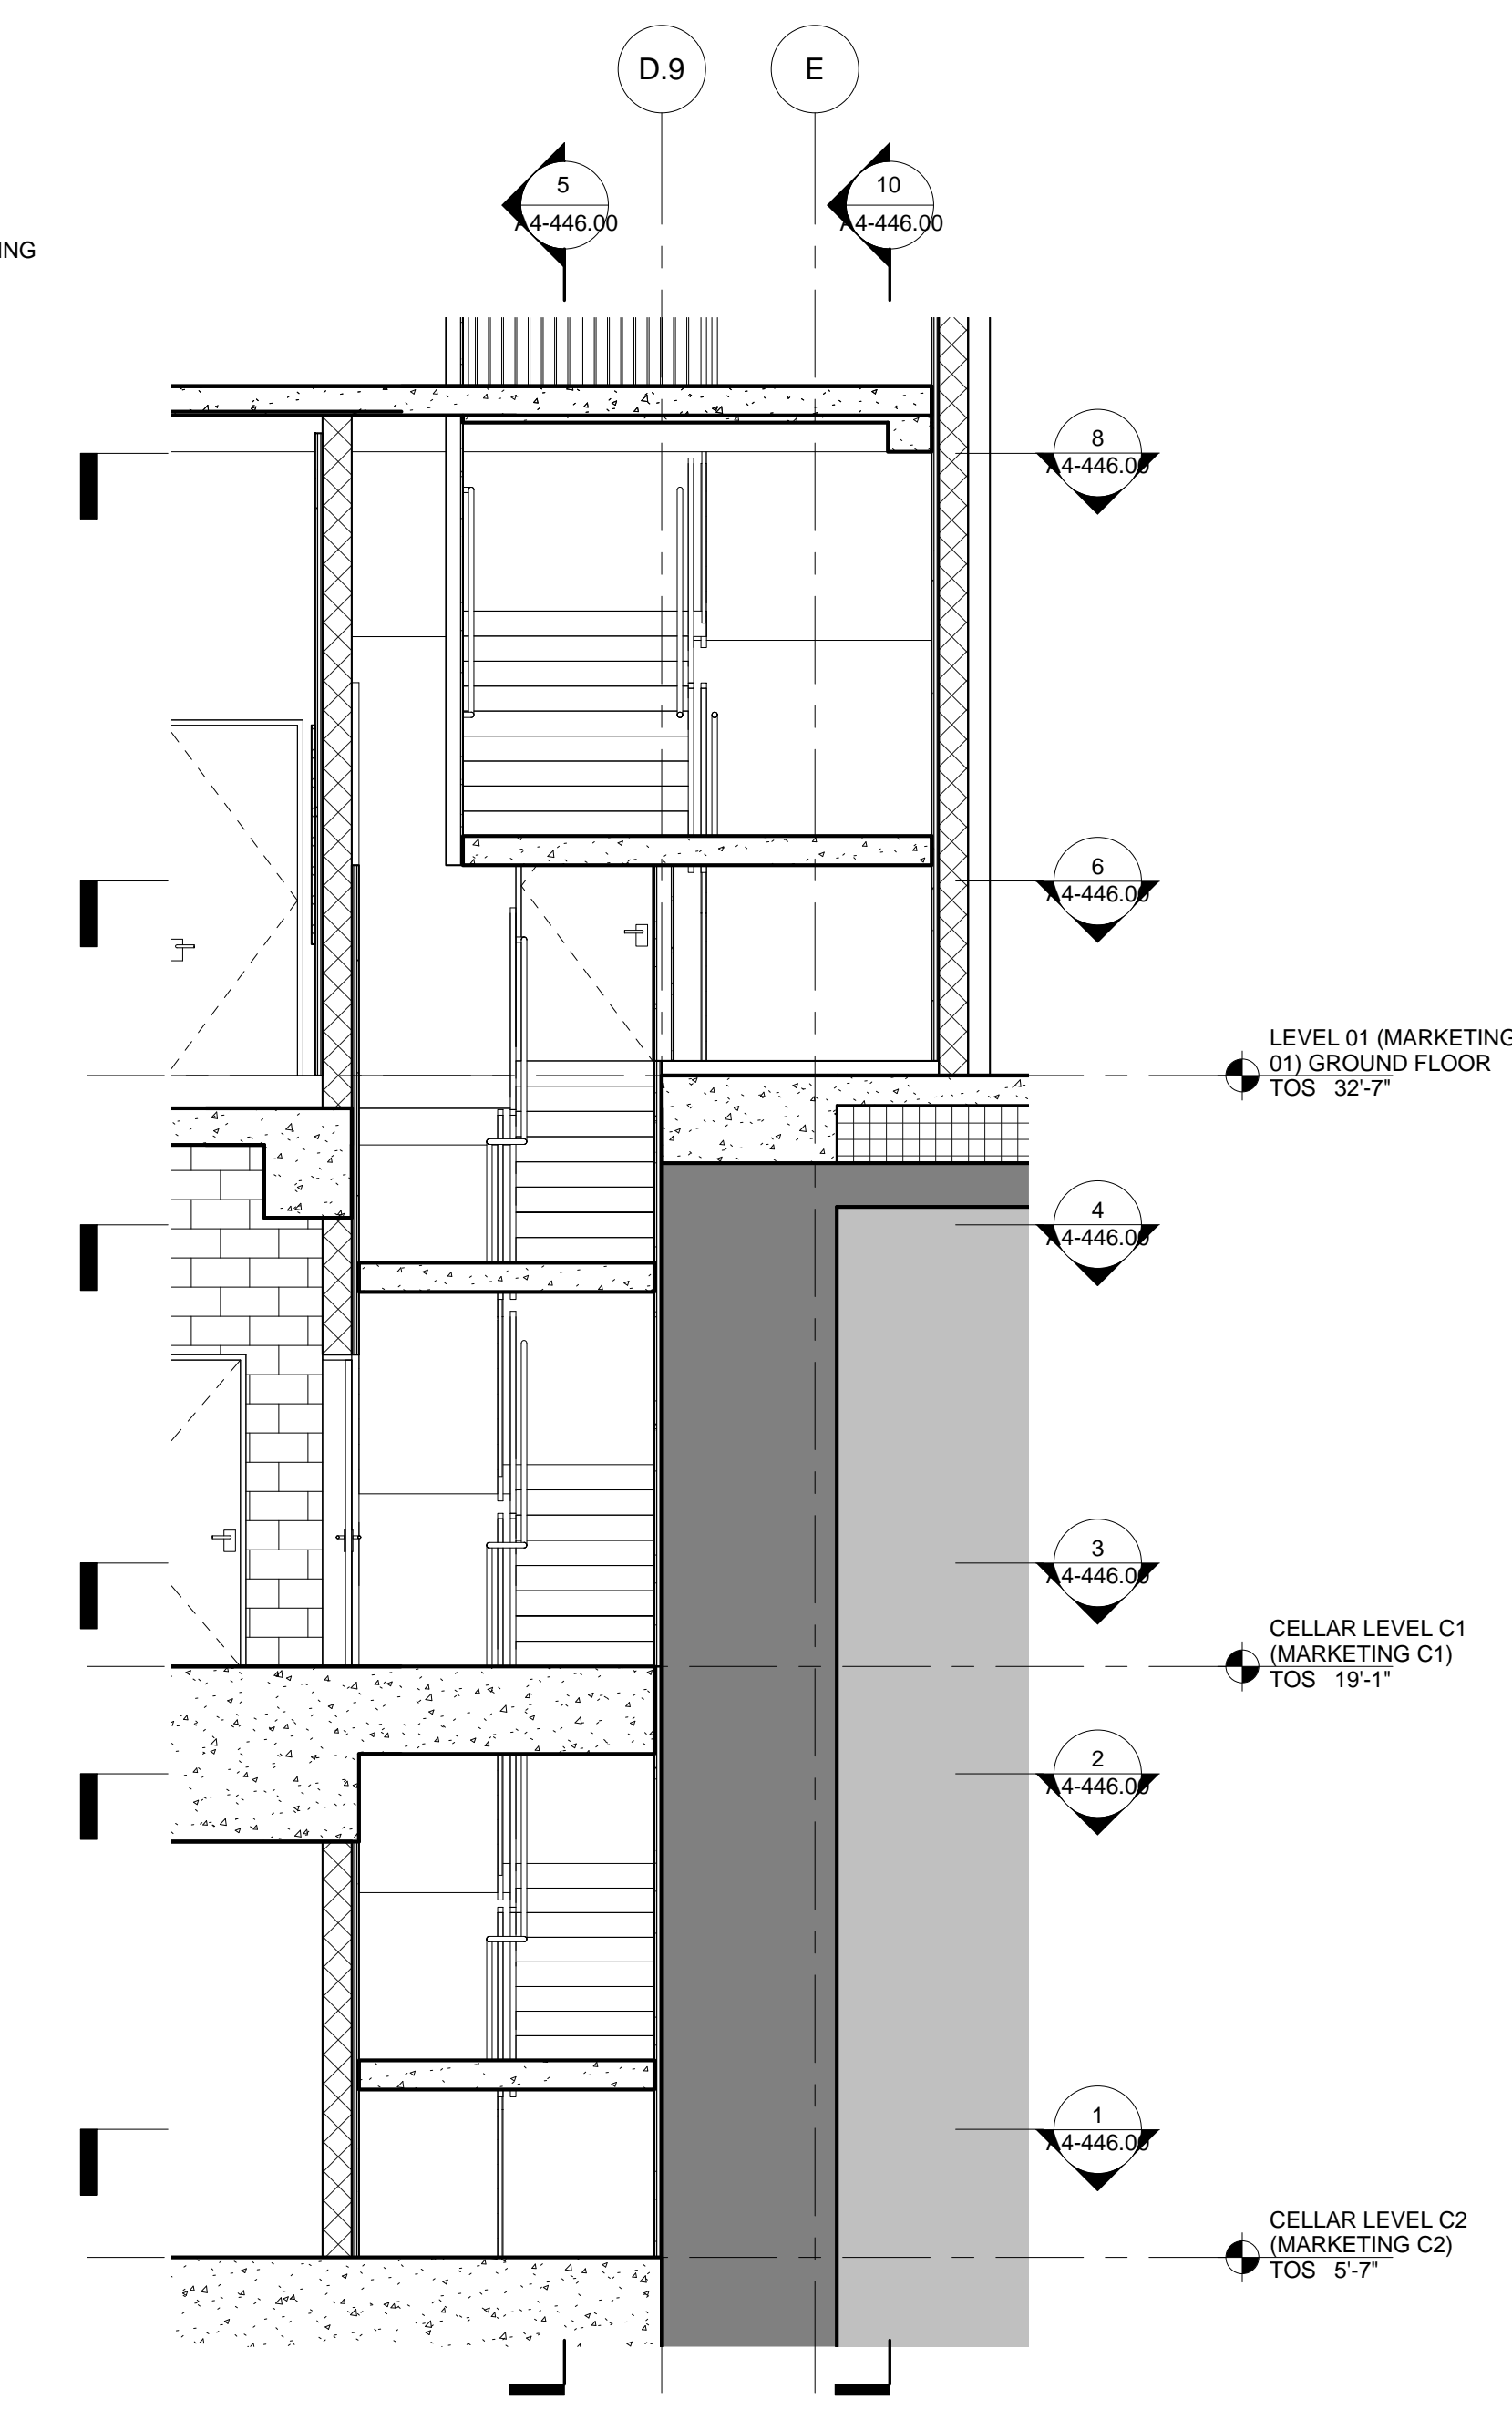 D.9
E
5
A4-446.00
10
A4-446.00
8
A4-446.00
6
A4-446.00
LEVEL 01 (MARKETING
01) GROUND FLOOR
TOS 32'-7"
4
A4-446.00
3
A4-446.00
CELLAR LEVEL C1
(MARKETING C1)
TOS 19'-1"
2
A4-446.00
1
A4-446.00
CELLAR LEVEL C2
(MARKETING C2)
TOS 5'-7"